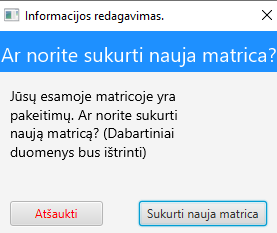 Informacijos redagavimas.
Ar norite sukurti nauja matrica?
Jūsų esamoje matricoje yra
pakeitimų. Ar norite sukurti
naują matricą? (Dabartiniai
duomenys bus ištrinti)
Atšaukti
Sukurti nauja matrica